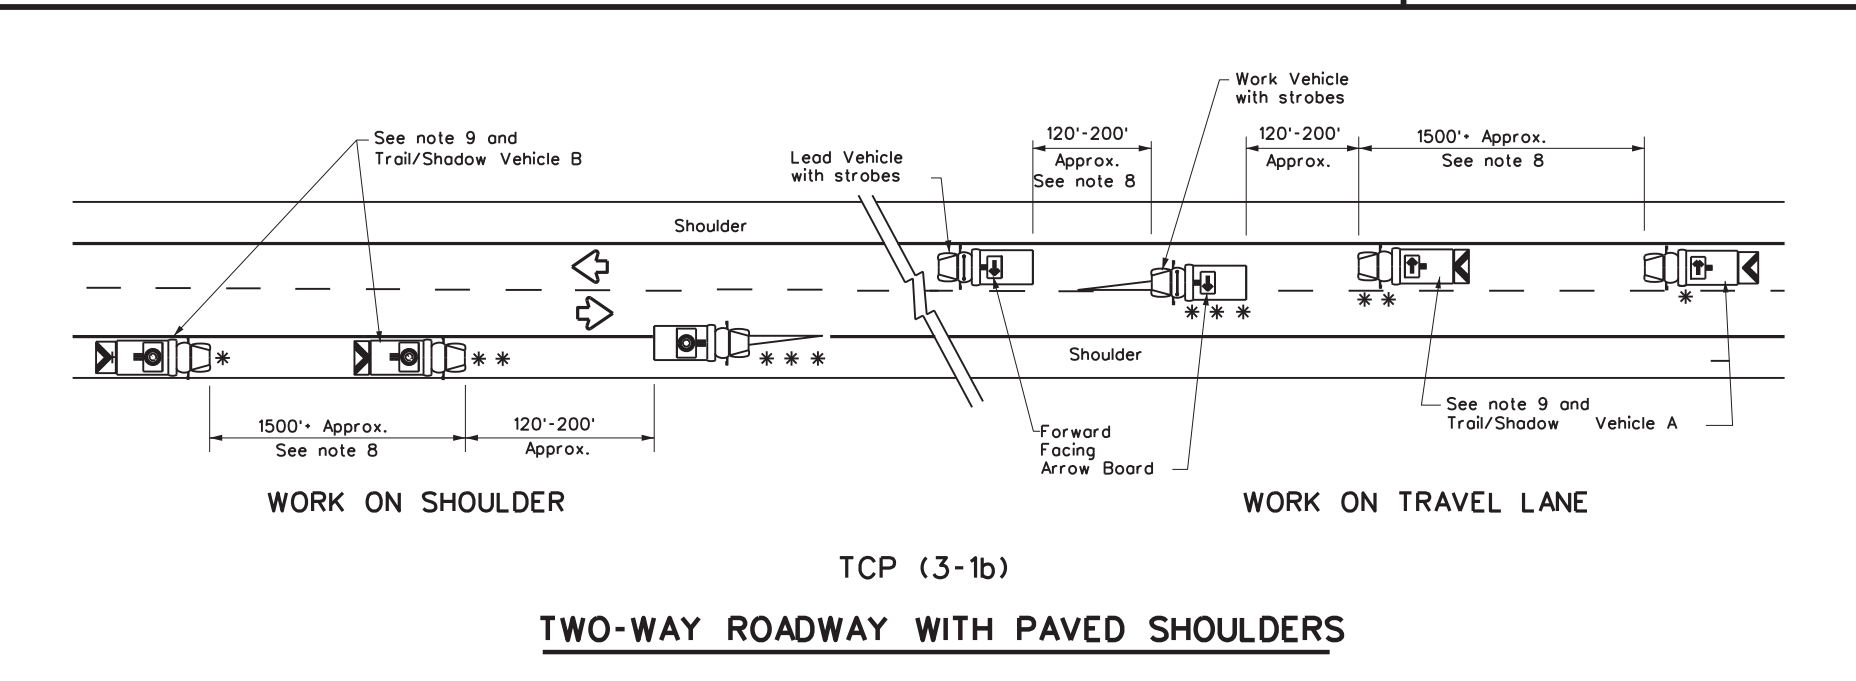 Work Vehicle
with strobes
See note 9 and
Trail/Shadow Vehicle B
Lead Vehicle
with strobes
120'-200'
Approx.
See note 8
120'-200'
Approx.
1500'+ Approx.
See note 8
Shoulder
* * *
* *
*
*
* *
* * *
Shoulder
1500'+ Approx.
See note 8
120'-200'
Approx.
Forward
Facing
Arrow Board
See note 9 and
Trail/Shadow Vehicle A
WORK ON SHOULDER
WORK ON TRAVEL LANE
TCP (3-1b)
TWO-WAY ROADWAY WITH PAVED SHOULDERS